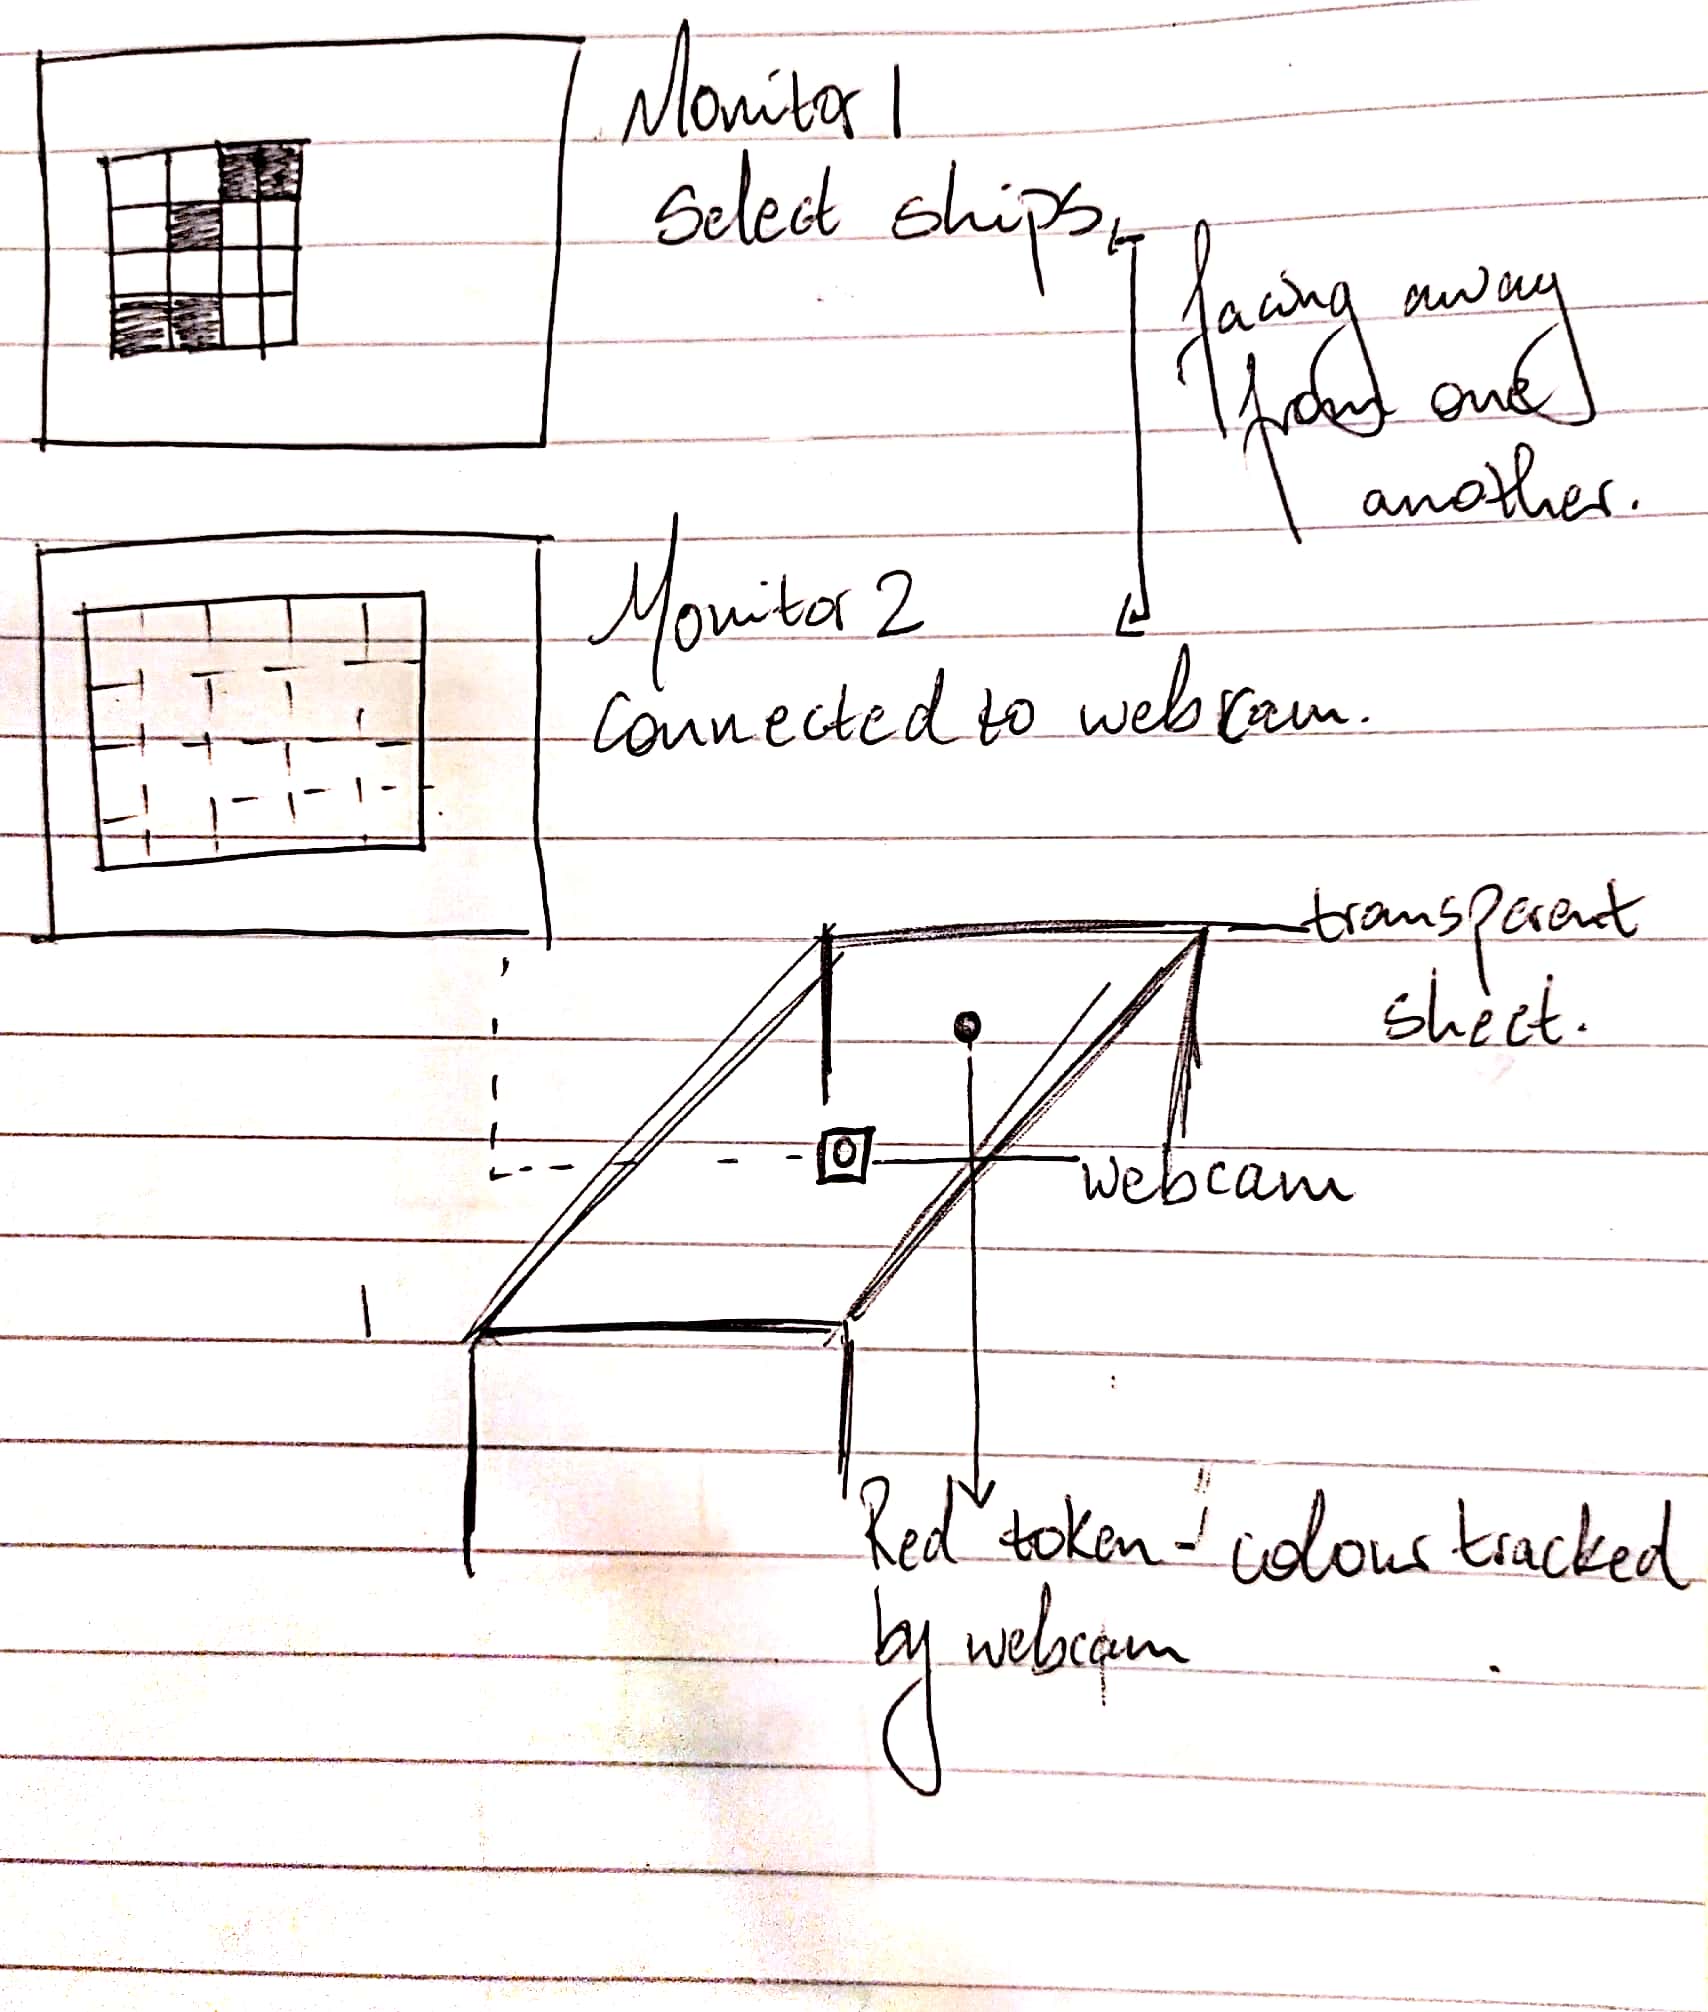 Monitor 1
Select ships.
facing away
from one
another.
Monitor 2
connected to webcam.
transparent
sheet.
webcam
Red token - colour tracked
by webcam